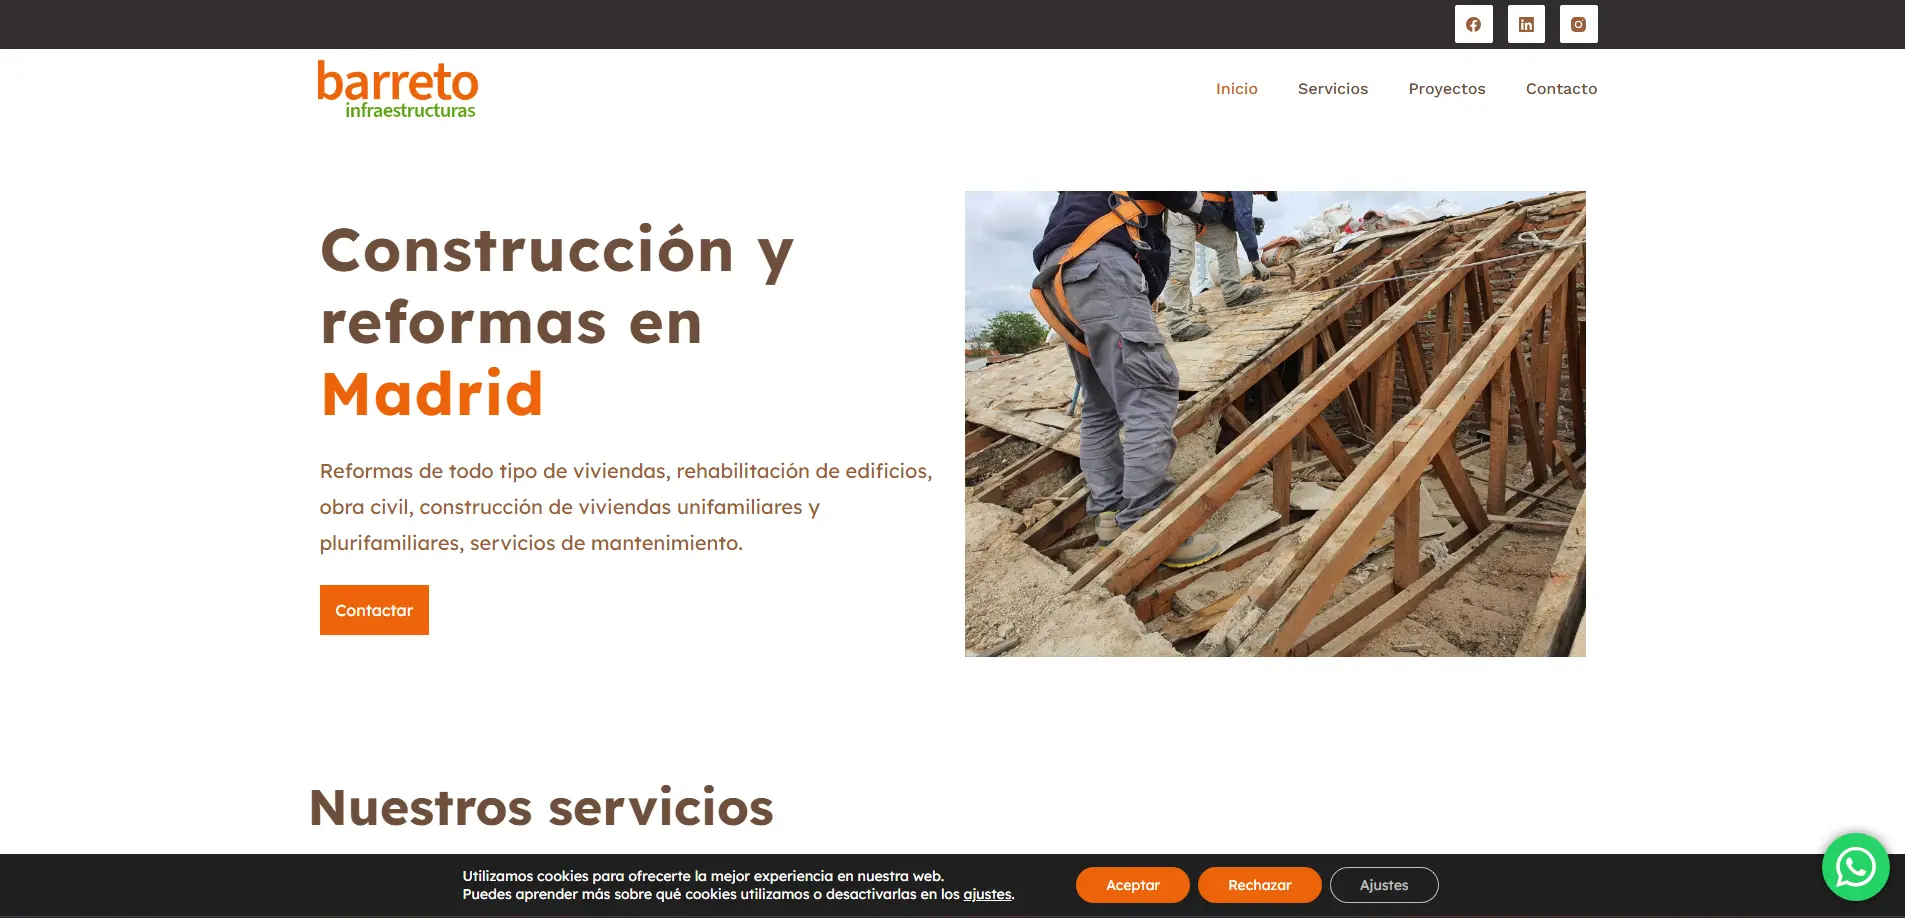 barreto
infraestructuras
Inicio
Servicios
Proyectos
Contacto
Construcción y
reformas en
Madrid
Reformas de todo tipo de viviendas, rehabilitación de edificios,
obra civil, construcción de viviendas unifamiliares y
plurifamiliares, servicios de mantenimiento.
Contactar
Nuestros servicios
Utilizamos cookies para ofrecerte la mejor experiencia en nuestra web.
Puedes aprender más sobre qué cookies utilizamos o desactivarlas en los ajustes.
Aceptar
Rechazar
Ajustes